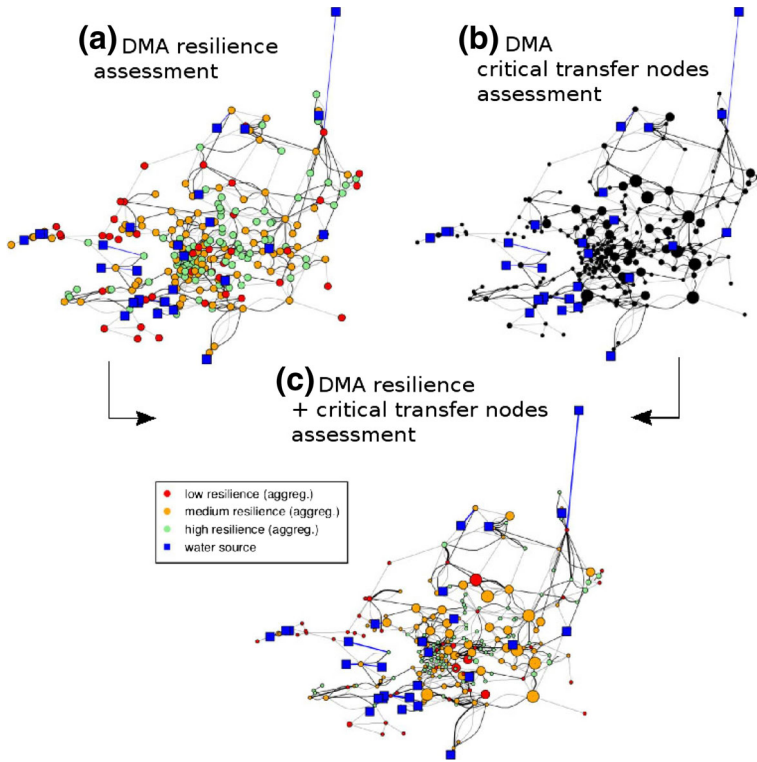 (a) DMA resilience
assessment
(b) DMA
critical transfer nodes
assessment
(c) DMA resilience
+ critical transfer nodes
assessment
low resilience (aggreg.)
medium resilience (aggreg.)
high resilience (aggreg.)
water source